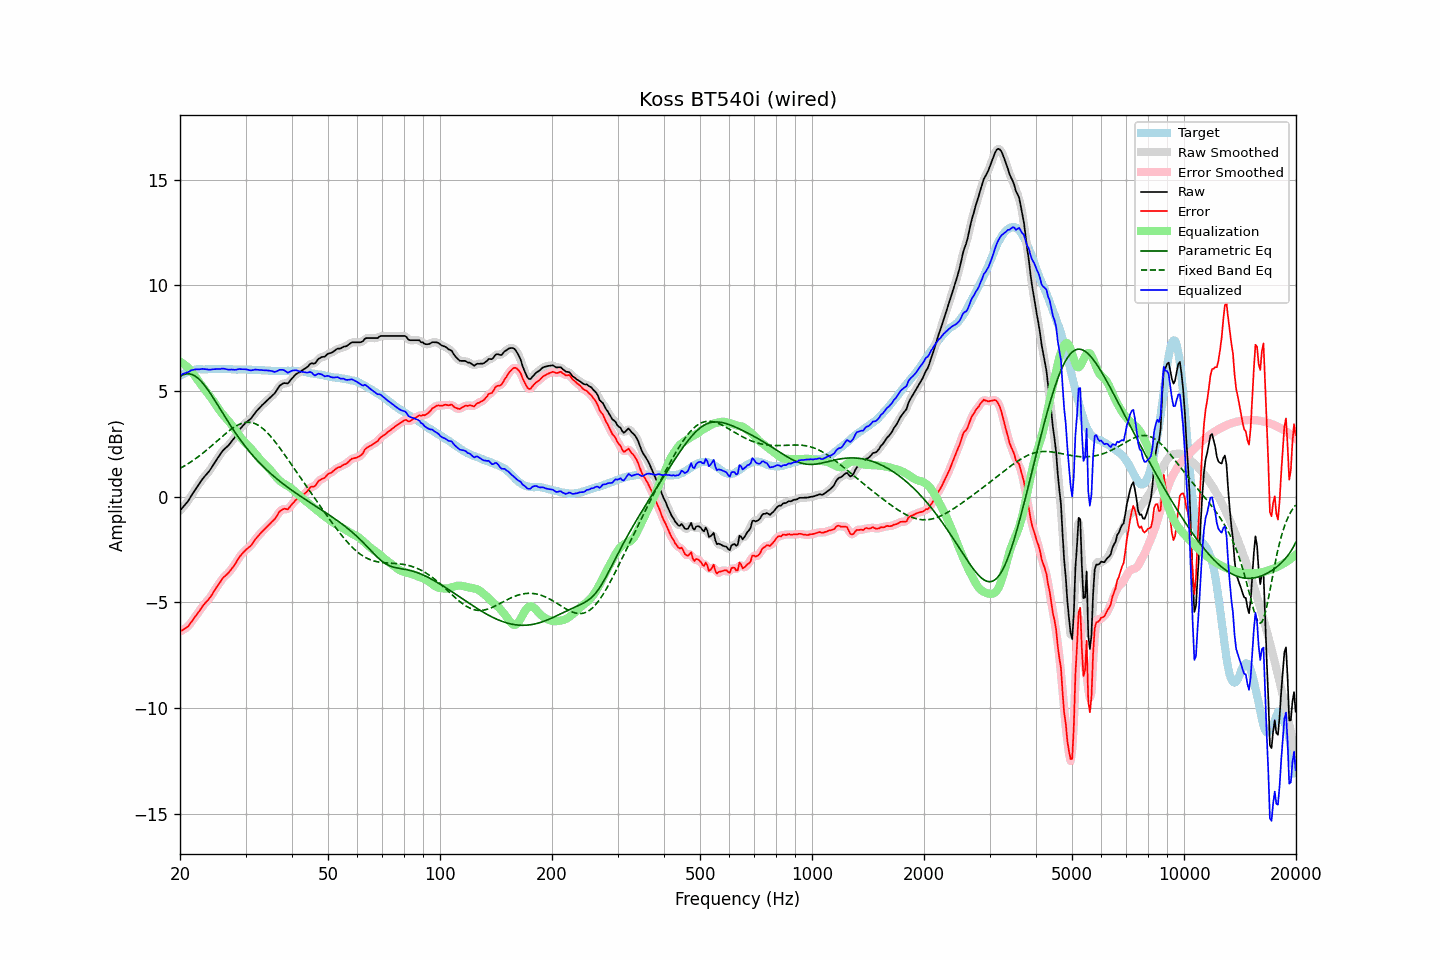 Koss BT540i (wired)
Amplitude (dBr)
15
10
5
0
−5
−10
−15
Target
Raw Smoothed
Error Smoothed
Raw
Error
Equalization
Parametric Eq
Fixed Band Eq
Equalized
20 50 100 200 500 1000 2000 5000 10000 20000
Frequency (Hz)